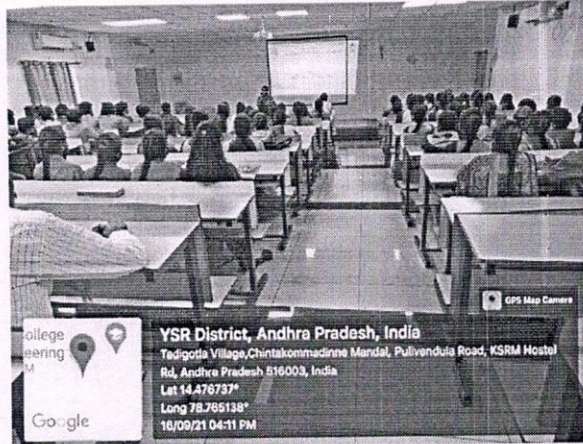 GPS Map Camera
ollege
eering
M
Google
YSR District, Andhra Pradesh, India
Tadigotla Village,Chintakommadinne Mandal, Pulivendula Road, KSRM Hostel
Rd, Andhra Pradesh 516003, India
Lat 14.476737°
Long 78.765138°
16/09/21 04:11 PM